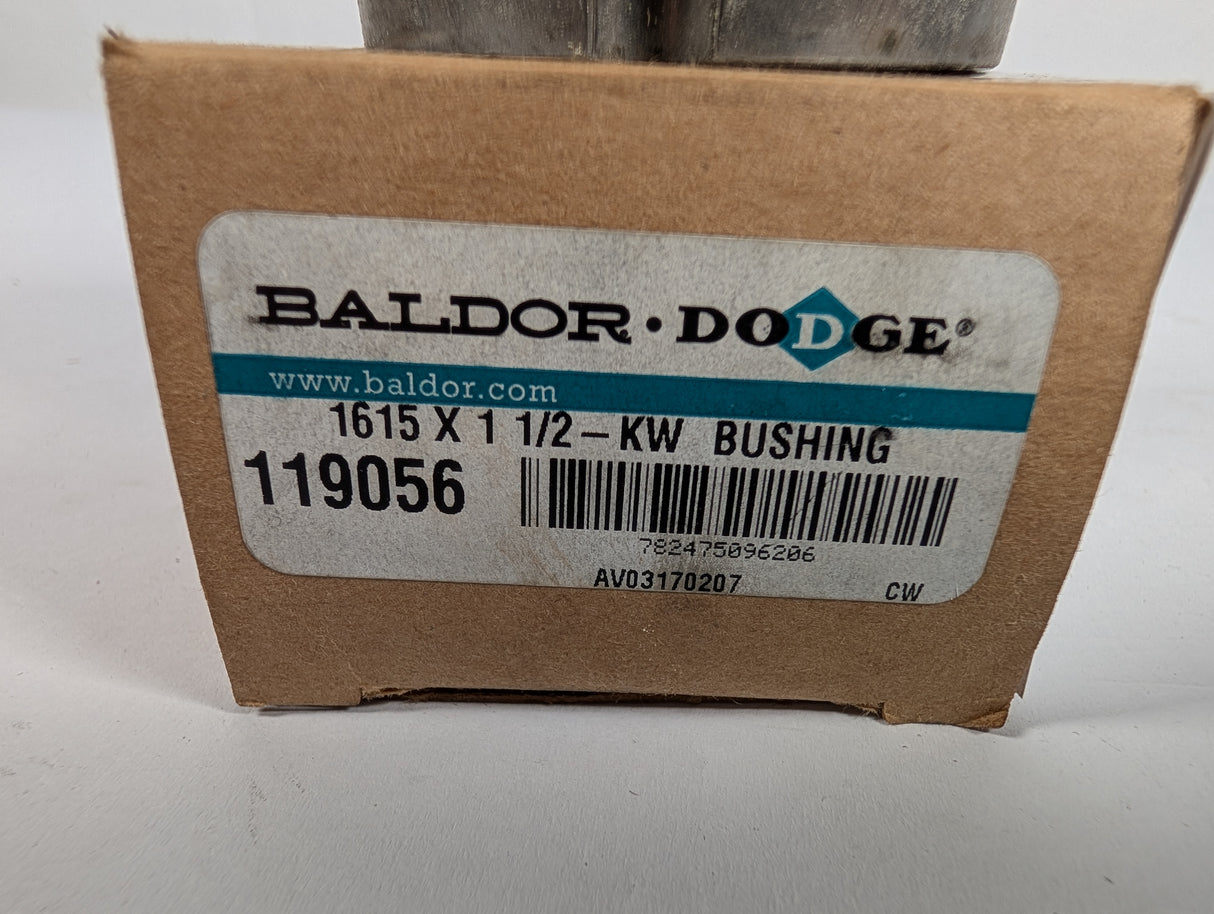 BALDOR · DODGE®
www.baldor.com
1615 X 1 1/2 – KW BUSHING
119056
782475096206
AV03170207 CW